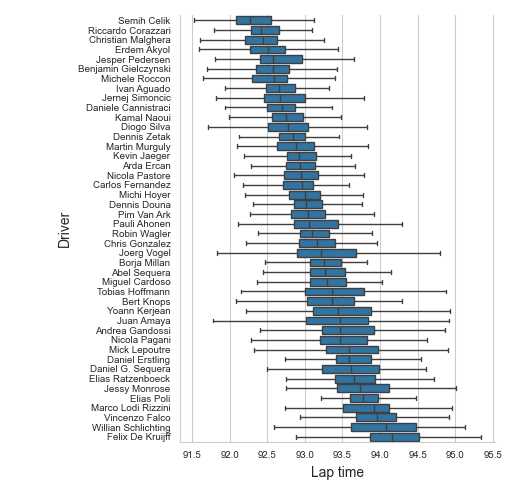 Semih Celik
Riccardo Corazzari
Christian Malghera
Erdem Akyol
Jesper Pedersen
Benjamin Gielczynski
Michele Roccon
Ivan Aguado
Jernej Simoncic
Daniele Cannistraci
Kamal Naoui
Diogo Silva
Dennis Zetak
Martin Murguly
Kevin Jaeger
Arda Ercan
Nicola Pastore
Carlos Fernandez
Michi Hoyer
Dennis Douna
Pim Van Ark
Pauli Ahonen
Robin Wagler
Chris Gonzalez
Joerg Vogel
Borja Millan
Abel Sequera
Miguel Cardoso
Tobias Hoffmann
Bert Knops
Yoann Kerjean
Juan Amaya
Andrea Gandossi
Nicola Pagani
Mick Lepoutre
Daniel Erstling
Daniel G. Sequera
Elias Ratzenboeck
Jessy Monrose
Elias Poli
Marco Lodi Rizzini
Vincenzo Falco
Willian Schlichting
Felix De Kruijff
Driver
91.5 92.0 92.5 93.0 93.5 94.0 94.5 95.0 95.5
Lap time